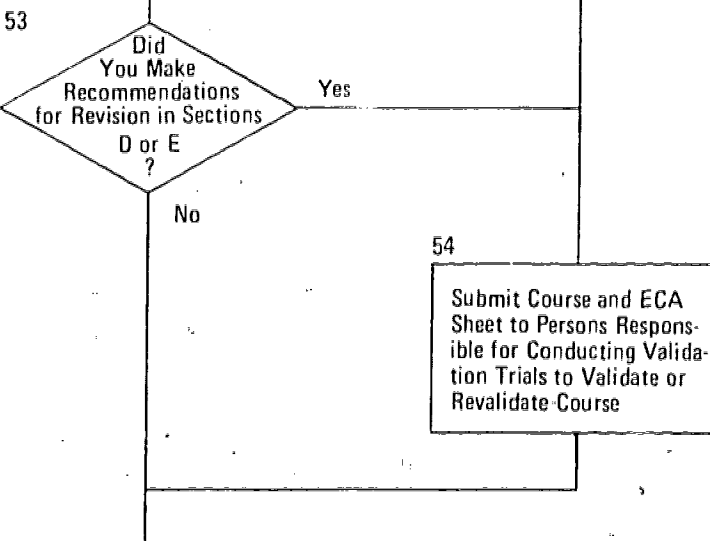 53
Did
You Make
Recommendations
for Revision in Sections
D or E
?
Yes
No
54
Submit Course and ECA
Sheet to Persons Respons-
ible for Conducting Valida-
tion Trials to Validate or
Revalidate Course